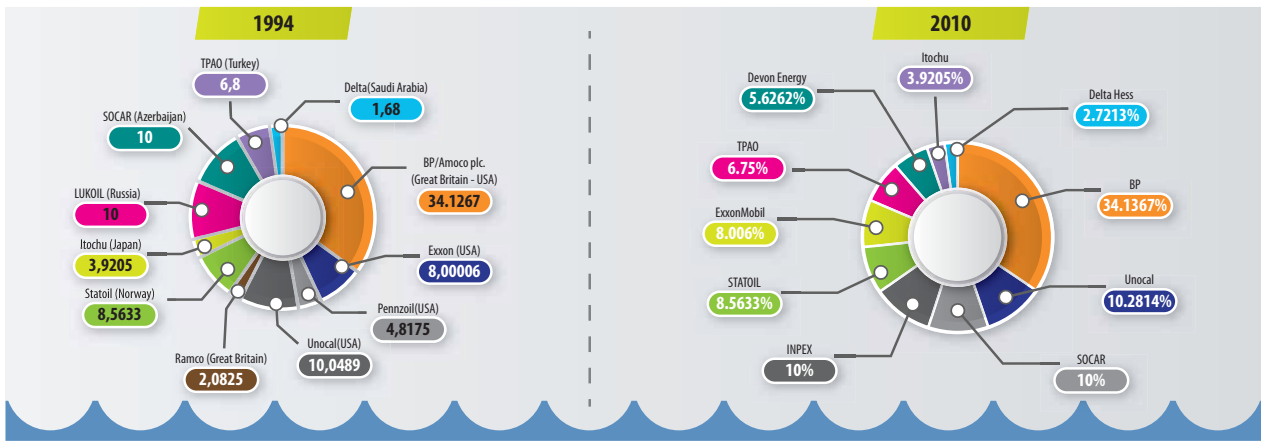 1994
TPAO (Turkey)
6,8
Delta(Saudi Arabia)
1,68
SOCAR (Azerbaijan)
10
BP/Amoco plc.
(Great Britain - USA)
34.1267
LUKOIL (Russia)
10
Itochu (Japan)
3,9205
Exxon (USA)
8,00006
Statoil (Norway)
8,5633
Pennzoil(USA)
4,8175
Unocal(USA)
10,0489
Ramco (Great Britain)
2,0825
2010
Itochu
3.9205%
Devon Energy
5.6262%
Delta Hess
2.7213%
TPAO
6.75%
BP
34.1367%
ExxonMobil
8.006%
STATOIL
8.5633%
Unocal
10.2814%
INPEX
10%
SOCAR
10%